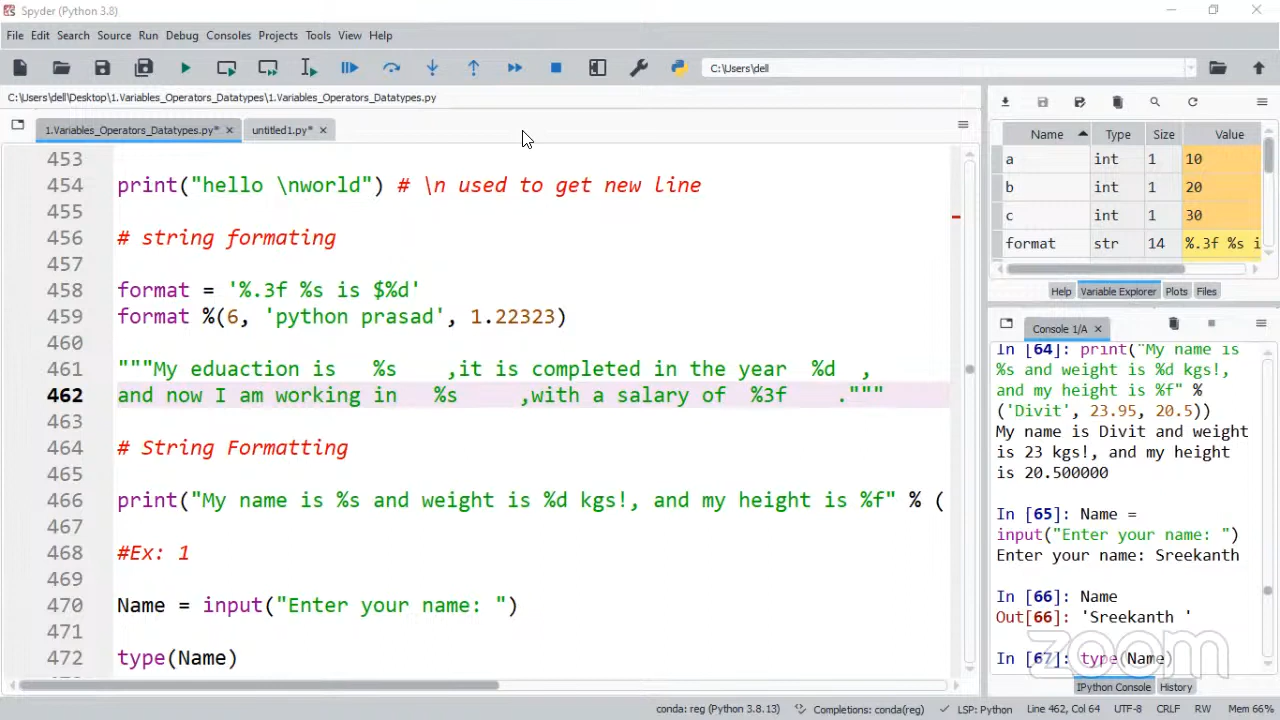 Spyder (Python 3.8)
File Edit Search Source Run Debug Consoles Projects Tools View Help
C:\Users\dell
C:\Users\dell\Desktop\1.Variables_Operators_Datatypes\1.Variables_Operators_Datatypes.py
1.Variables_Operators_Datatypes.py* untitled1.py*
453
454 print("hello \nworld") # \n used to get new line
455
456 # string formating
457
458 format = '%.3f %s is $%d'
459 format %(6, 'python prasad', 1.22323)
460
461 """My eduaction is %s ,it is completed in the year %d ,
462 and now I am working in %s ,with a salary of %3f ."""
463
464 # String Formatting
465
466 print("My name is %s and weight is %d kgs!, and my height is %f" % (
467
468 #Ex: 1
469
470 Name = input("Enter your name: ")
471
472 type(Name)
Name Type Size Value
a int 1 10
b int 1 20
c int 1 30
format str 14 %.3f %s i
Help Variable Explorer Plots Files
Console 1/A
In [64]: print("My name is
%s and weight is %d kgs!,
and my height is %f" %
('Divit', 23.95, 20.5))
My name is Divit and weight
is 23 kgs!, and my height
is 20.500000
In [65]: Name =
input("Enter your name: ")
Enter your name: Sreekanth
In [66]: Name
Out[66]: 'Sreekanth '
In [67]: type(Name)
zoom
IPython Console History
conda: reg (Python 3.8.13) Completions: conda(reg) LSP: Python Line 462, Col 64 UTF-8 CRLF RW Mem 66%